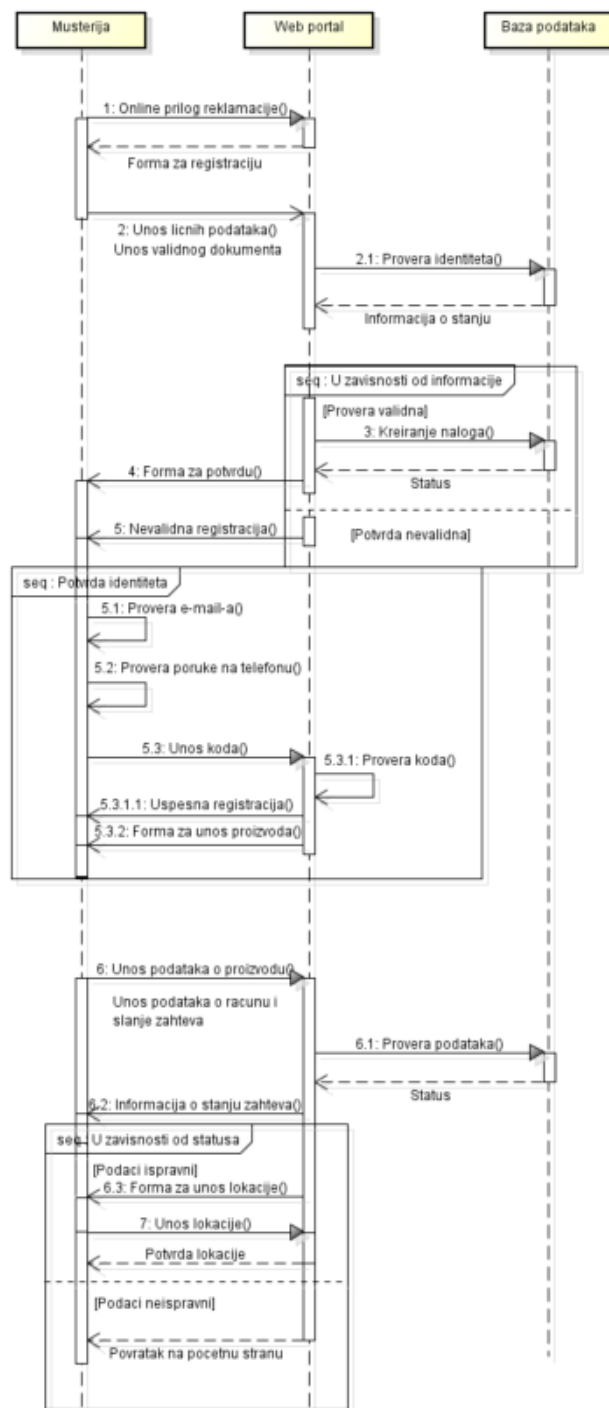 Musterija
Web portal
Baza podataka
1: Online prilog reklamacije()
Forma za registraciju
2: Unos licnih podataka()
Unos validnog dokumenta
2.1: Provera identiteta()
Informacija o stanju
seq : U zavisnosti od informacije
[Provera validna]
3: Kreiranje naloga()
4: Forma za potvrdu()
Status
5: Nevalidna registracija()
[Potvrda nevalidna]
seq : Potvrda identiteta
5.1: Provera e-mail-a()
5.2: Provera poruke na telefonu()
5.3: Unos koda()
5.3.1: Provera koda()
5.3.1.1: Uspesna registracija()
5.3.2: Forma za unos proizvoda()
6: Unos podataka o proizvodu()
Unos podataka o racunu i
slanje zahteva
6.1: Provera podataka()
Status
6.2: Informacija o stanju zahteva()
seq : U zavisnosti od statusa
[Podaci ispravni]
6.3: Forma za unos lokacije()
7: Unos lokacije()
Potvrda lokacije
[Podaci neispravni]
Povratak na pocetnu stranu